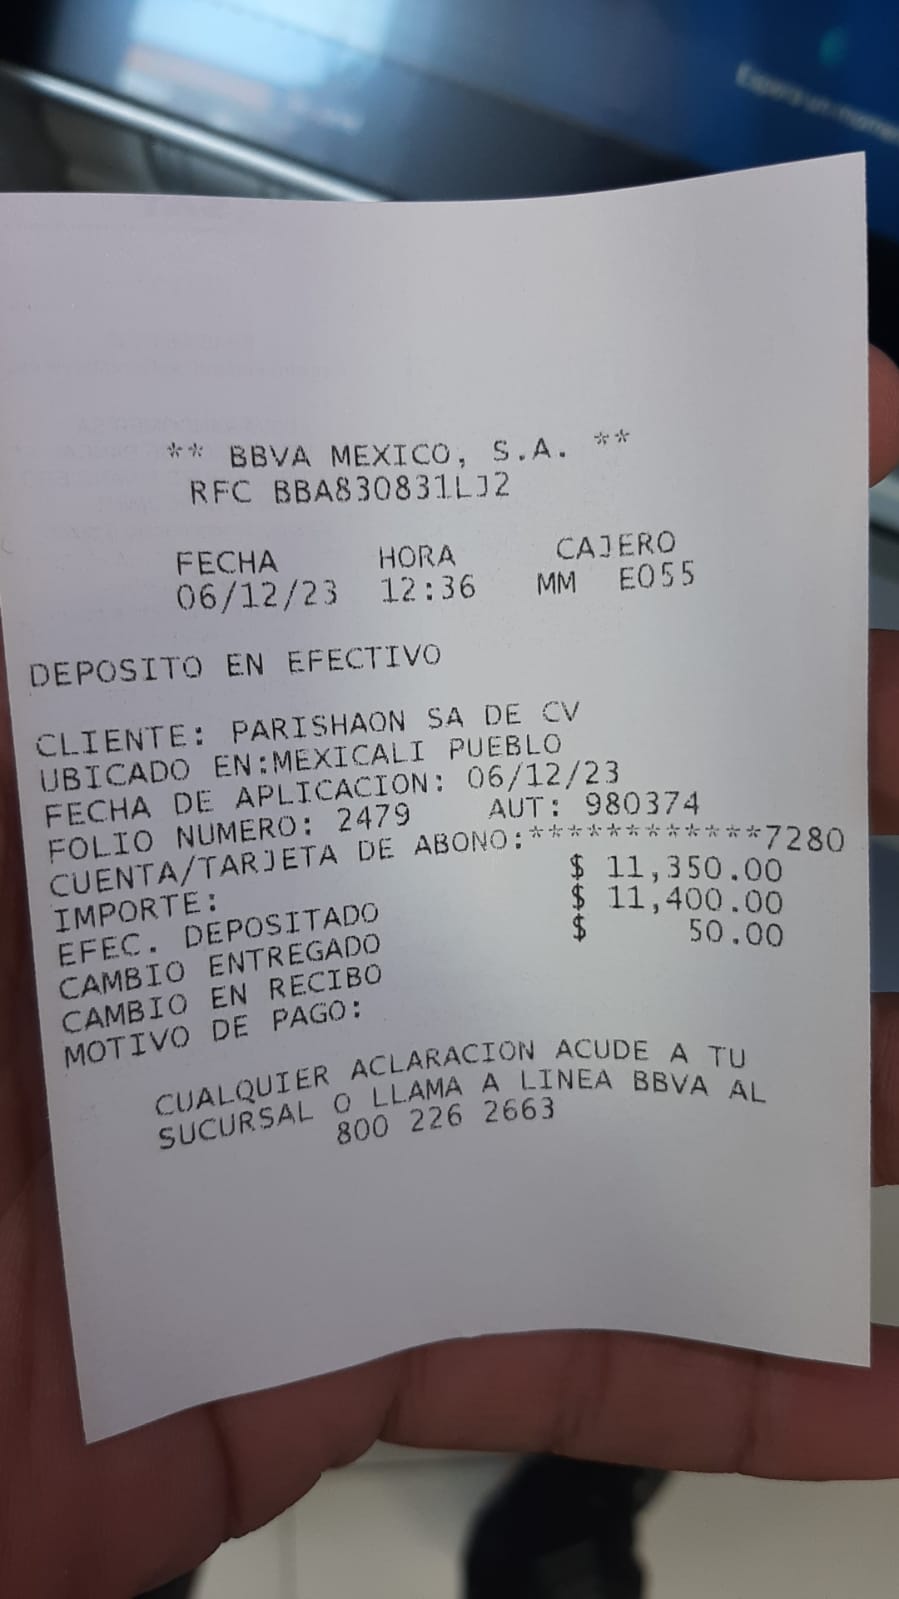 Espera un momen
** BBVA MEXICO, S.A. **
RFC BBA830831LJ2
FECHA HORA CAJERO
06/12/23 12:36 MM E055
DEPOSITO EN EFECTIVO
CLIENTE: PARISHAON SA DE CV
UBICADO EN:MEXICALI PUEBLO
FECHA DE APLICACION: 06/12/23
FOLIO NUMERO: 2479 AUT: 980374
CUENTA/TARJETA DE ABONO:************7280
IMPORTE: $ 11,350.00
EFEC. DEPOSITADO $ 11,400.00
CAMBIO ENTREGADO $ 50.00
CAMBIO EN RECIBO
MOTIVO DE PAGO:
CUALQUIER ACLARACION ACUDE A TU
SUCURSAL O LLAMA A LINEA BBVA AL
800 226 2663